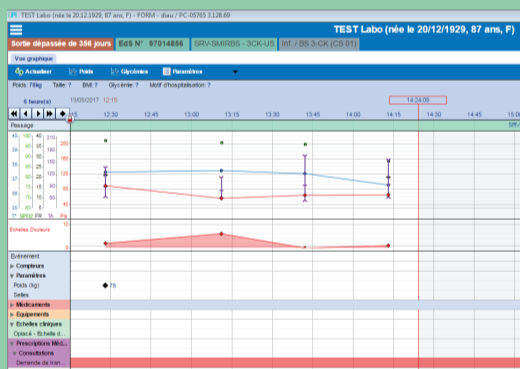 TEST Labo (née le 20.12.1929, 87 ans, F) - FORM - diau / PC-05765 3.128.69
TEST Labo (née le 20/12/1929, 87 ans, F)
Sortie dépassée de 356 jours EdS N° 97014856 SRV-SMIRBS - 3CK-US Inf. / BS 3-CK (CS 01)
Vue graphique
Actualiser Poids Glycémies Paramètres
Poids: 78kg Taille: ? BMI: ? Glycémie: ? Motif d'hospitalisation: ?
6 heure(s) 13/05/2017 12:15 14:24:09
12:30 12:45 13:00 13:15 13:30 13:45 14:00 14:15 14:30 14:45
Passage
200
160
120
80
40
T° SPO2 FR TA Pls
Echelles Douleurs
10
0
Evènement
Compteurs
Paramètres
Poids (kg) 78
Selles
Médicaments
Equipements
Echelles cliniques
Opiacé - Echelle d...
Prescriptions Méd...
Consultations
Demande de tran...